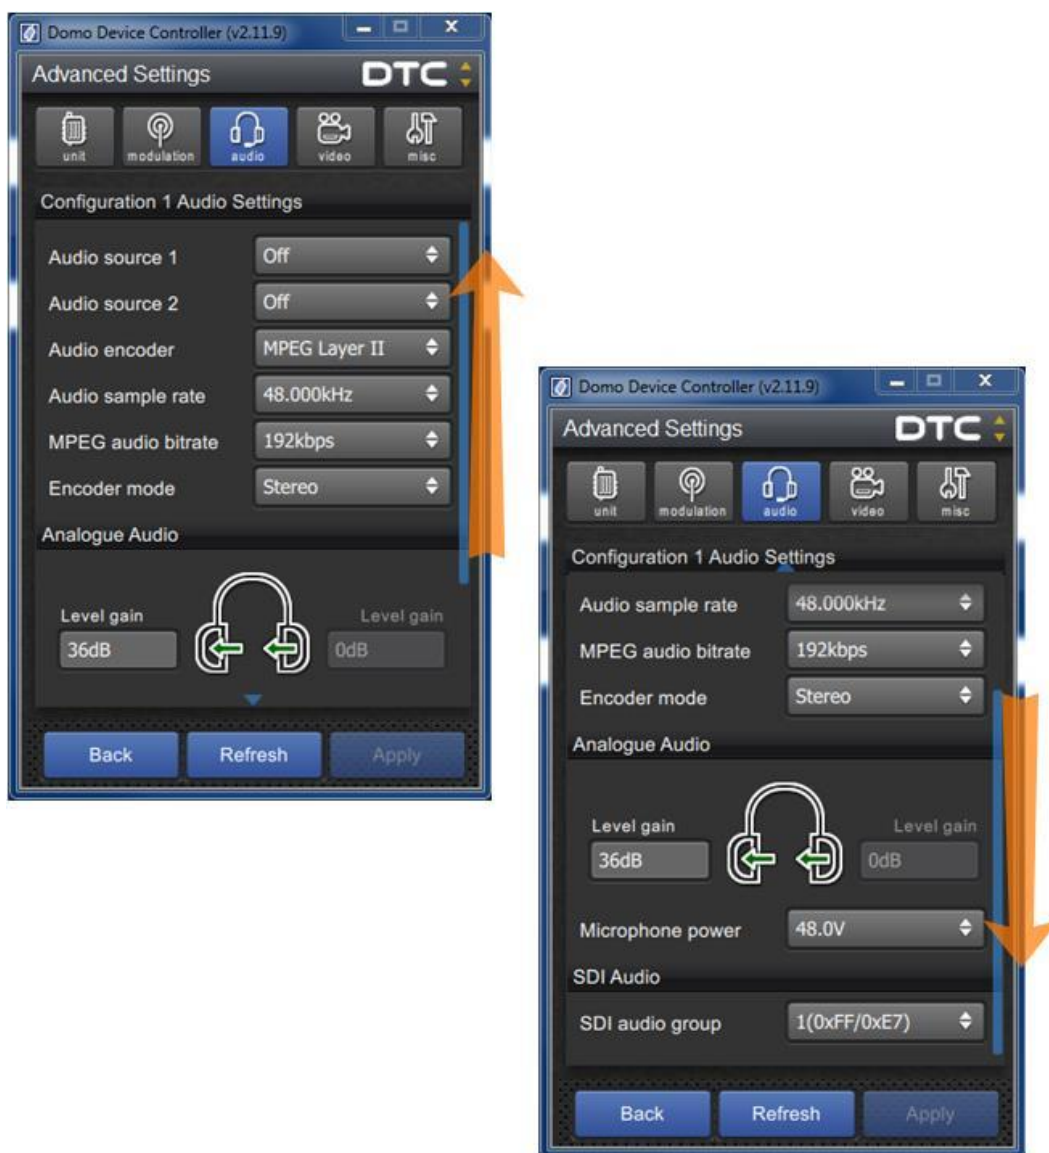 Domo Device Controller (v2.11.9)
Advanced Settings DTC
unit modulation audio video misc
Configuration 1 Audio Settings
Audio source 1 Off
Audio source 2 Off
Audio encoder MPEG Layer II
Audio sample rate 48.000kHz
MPEG audio bitrate 192kbps
Encoder mode Stereo
Analogue Audio
Level gain Level gain
36dB 0dB
Back Refresh Apply
Domo Device Controller (v2.11.9)
Advanced Settings DTC
unit modulation audio video misc
Configuration 1 Audio Settings
Audio sample rate 48.000kHz
MPEG audio bitrate 192kbps
Encoder mode Stereo
Analogue Audio
Level gain Level gain
36dB 0dB
Microphone power 48.0V
SDI Audio
SDI audio group 1(0xFF/0xE7)
Back Refresh Apply